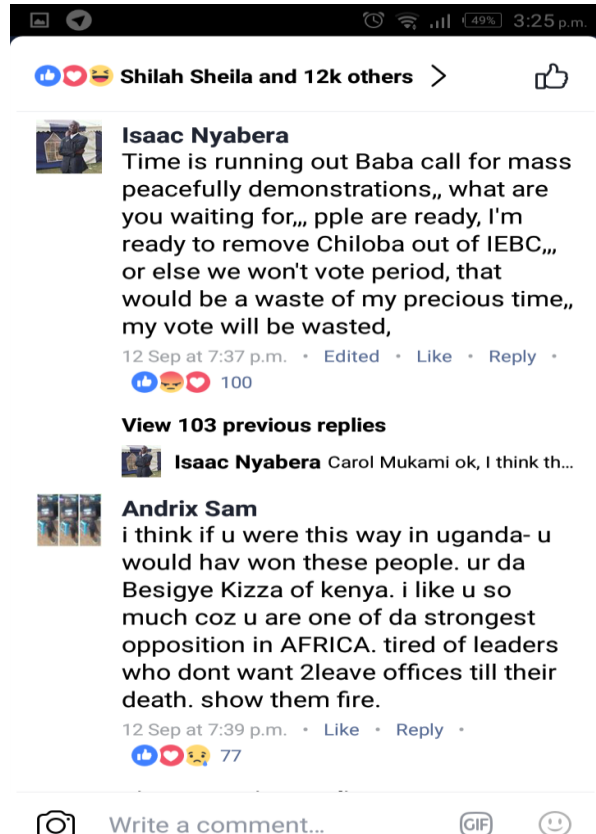 49% 3:25 p.m.
Shilah Sheila and 12k others
Isaac Nyabera
Time is running out Baba call for mass
peacefully demonstrations,, what are
you waiting for,,, pple are ready, I'm
ready to remove Chiloba out of IEBC,,,
or else we won't vote period, that
would be a waste of my precious time,,
my vote will be wasted,
12 Sep at 7:37 p.m. • Edited • Like • Reply •
100
View 103 previous replies
Isaac Nyabera Carol Mukami ok, I think th...
Andrix Sam
i think if u were this way in uganda- u
would hav won these people. ur da
Besigye Kizza of kenya. i like u so
much coz u are one of da strongest
opposition in AFRICA. tired of leaders
who dont want 2leave offices till their
death. show them fire.
12 Sep at 7:39 p.m. • Like • Reply •
77
Write a comment...
GIF